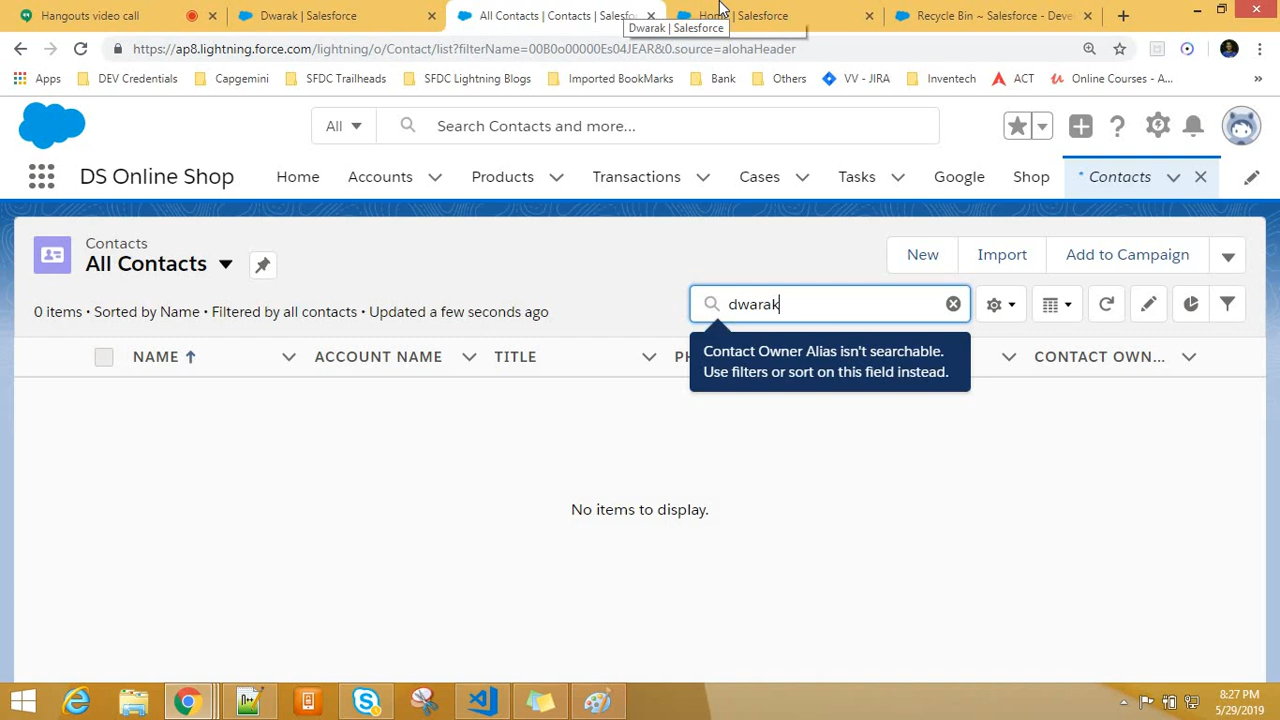 Hangouts video call
Dwarak | Salesforce
All Contacts | Contacts | Salesfo
Salesforce
Recycle Bin ~ Salesforce - Deve
Dwarak | Salesforce
https://ap8.lightning.force.com/lightning/o/Contact/list?filterName=00B0o00000Es04JEAR&0.source=alohaHeader
Apps
DEV Credentials
Capgemini
SFDC Trailheads
SFDC Lightning Blogs
Imported BookMarks
Bank
Others
VV - JIRA
Inventech
ACT
Online Courses - A...
All
Search Contacts and more...
DS Online Shop
Home
Accounts
Products
Transactions
Cases
Tasks
Google
Shop
* Contacts
Contacts
All Contacts
New
Import
Add to Campaign
0 items • Sorted by Name • Filtered by all contacts • Updated a few seconds ago
dwarak
NAME
ACCOUNT NAME
TITLE
CONTACT OWN...
Contact Owner Alias isn't searchable.
Use filters or sort on this field instead.
No items to display.
8:27 PM
5/29/2019